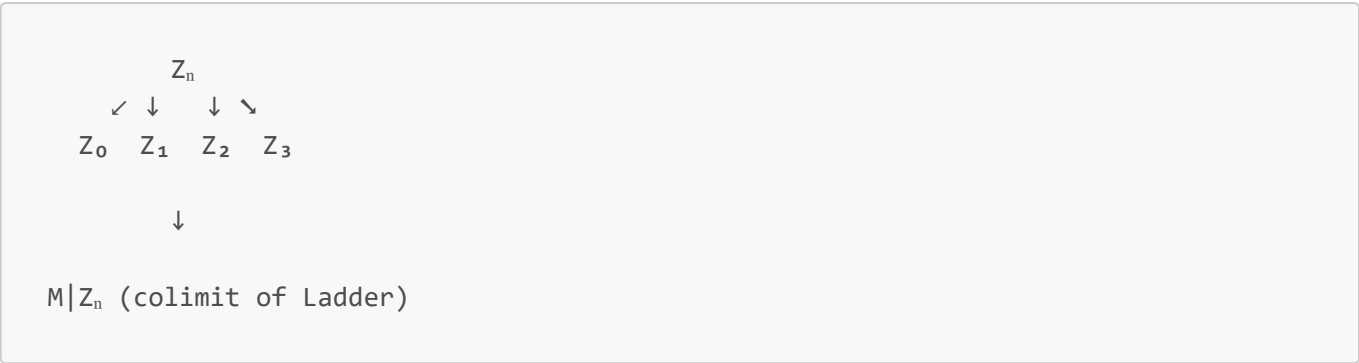 Zₙ
↙ ↓ ↓ ↘
Z₀ Z₁ Z₂ Z₃
↓
M|Zₙ (colimit of Ladder)